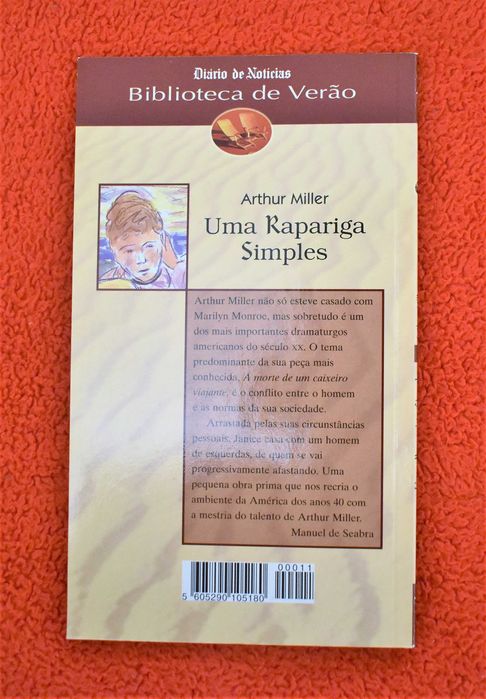 Diário de Notícias
Biblioteca de Verão
Arthur Miller
Uma Rapariga
Simples
Arthur Miller não só esteve casado com
Marilyn Monroe, mas sobretudo é um
dos mais importantes dramaturgos
americanos do século XX. O tema
predominante da sua peça mais
conhecida, A morte de um caixeiro
viajante, é o conflito entre o homem
e as normas da sua sociedade.
Arrastada pelas suas circunstâncias
pessoais, Janice casa com um homem
de esquerdas, de quem se vai
progressivamente afastando. Uma
pequena obra prima que nos recria o
ambiente da América dos anos 40 com
a mestria do talento de Arthur Miller.
Manuel de Seabra
00011
5 605290 105180